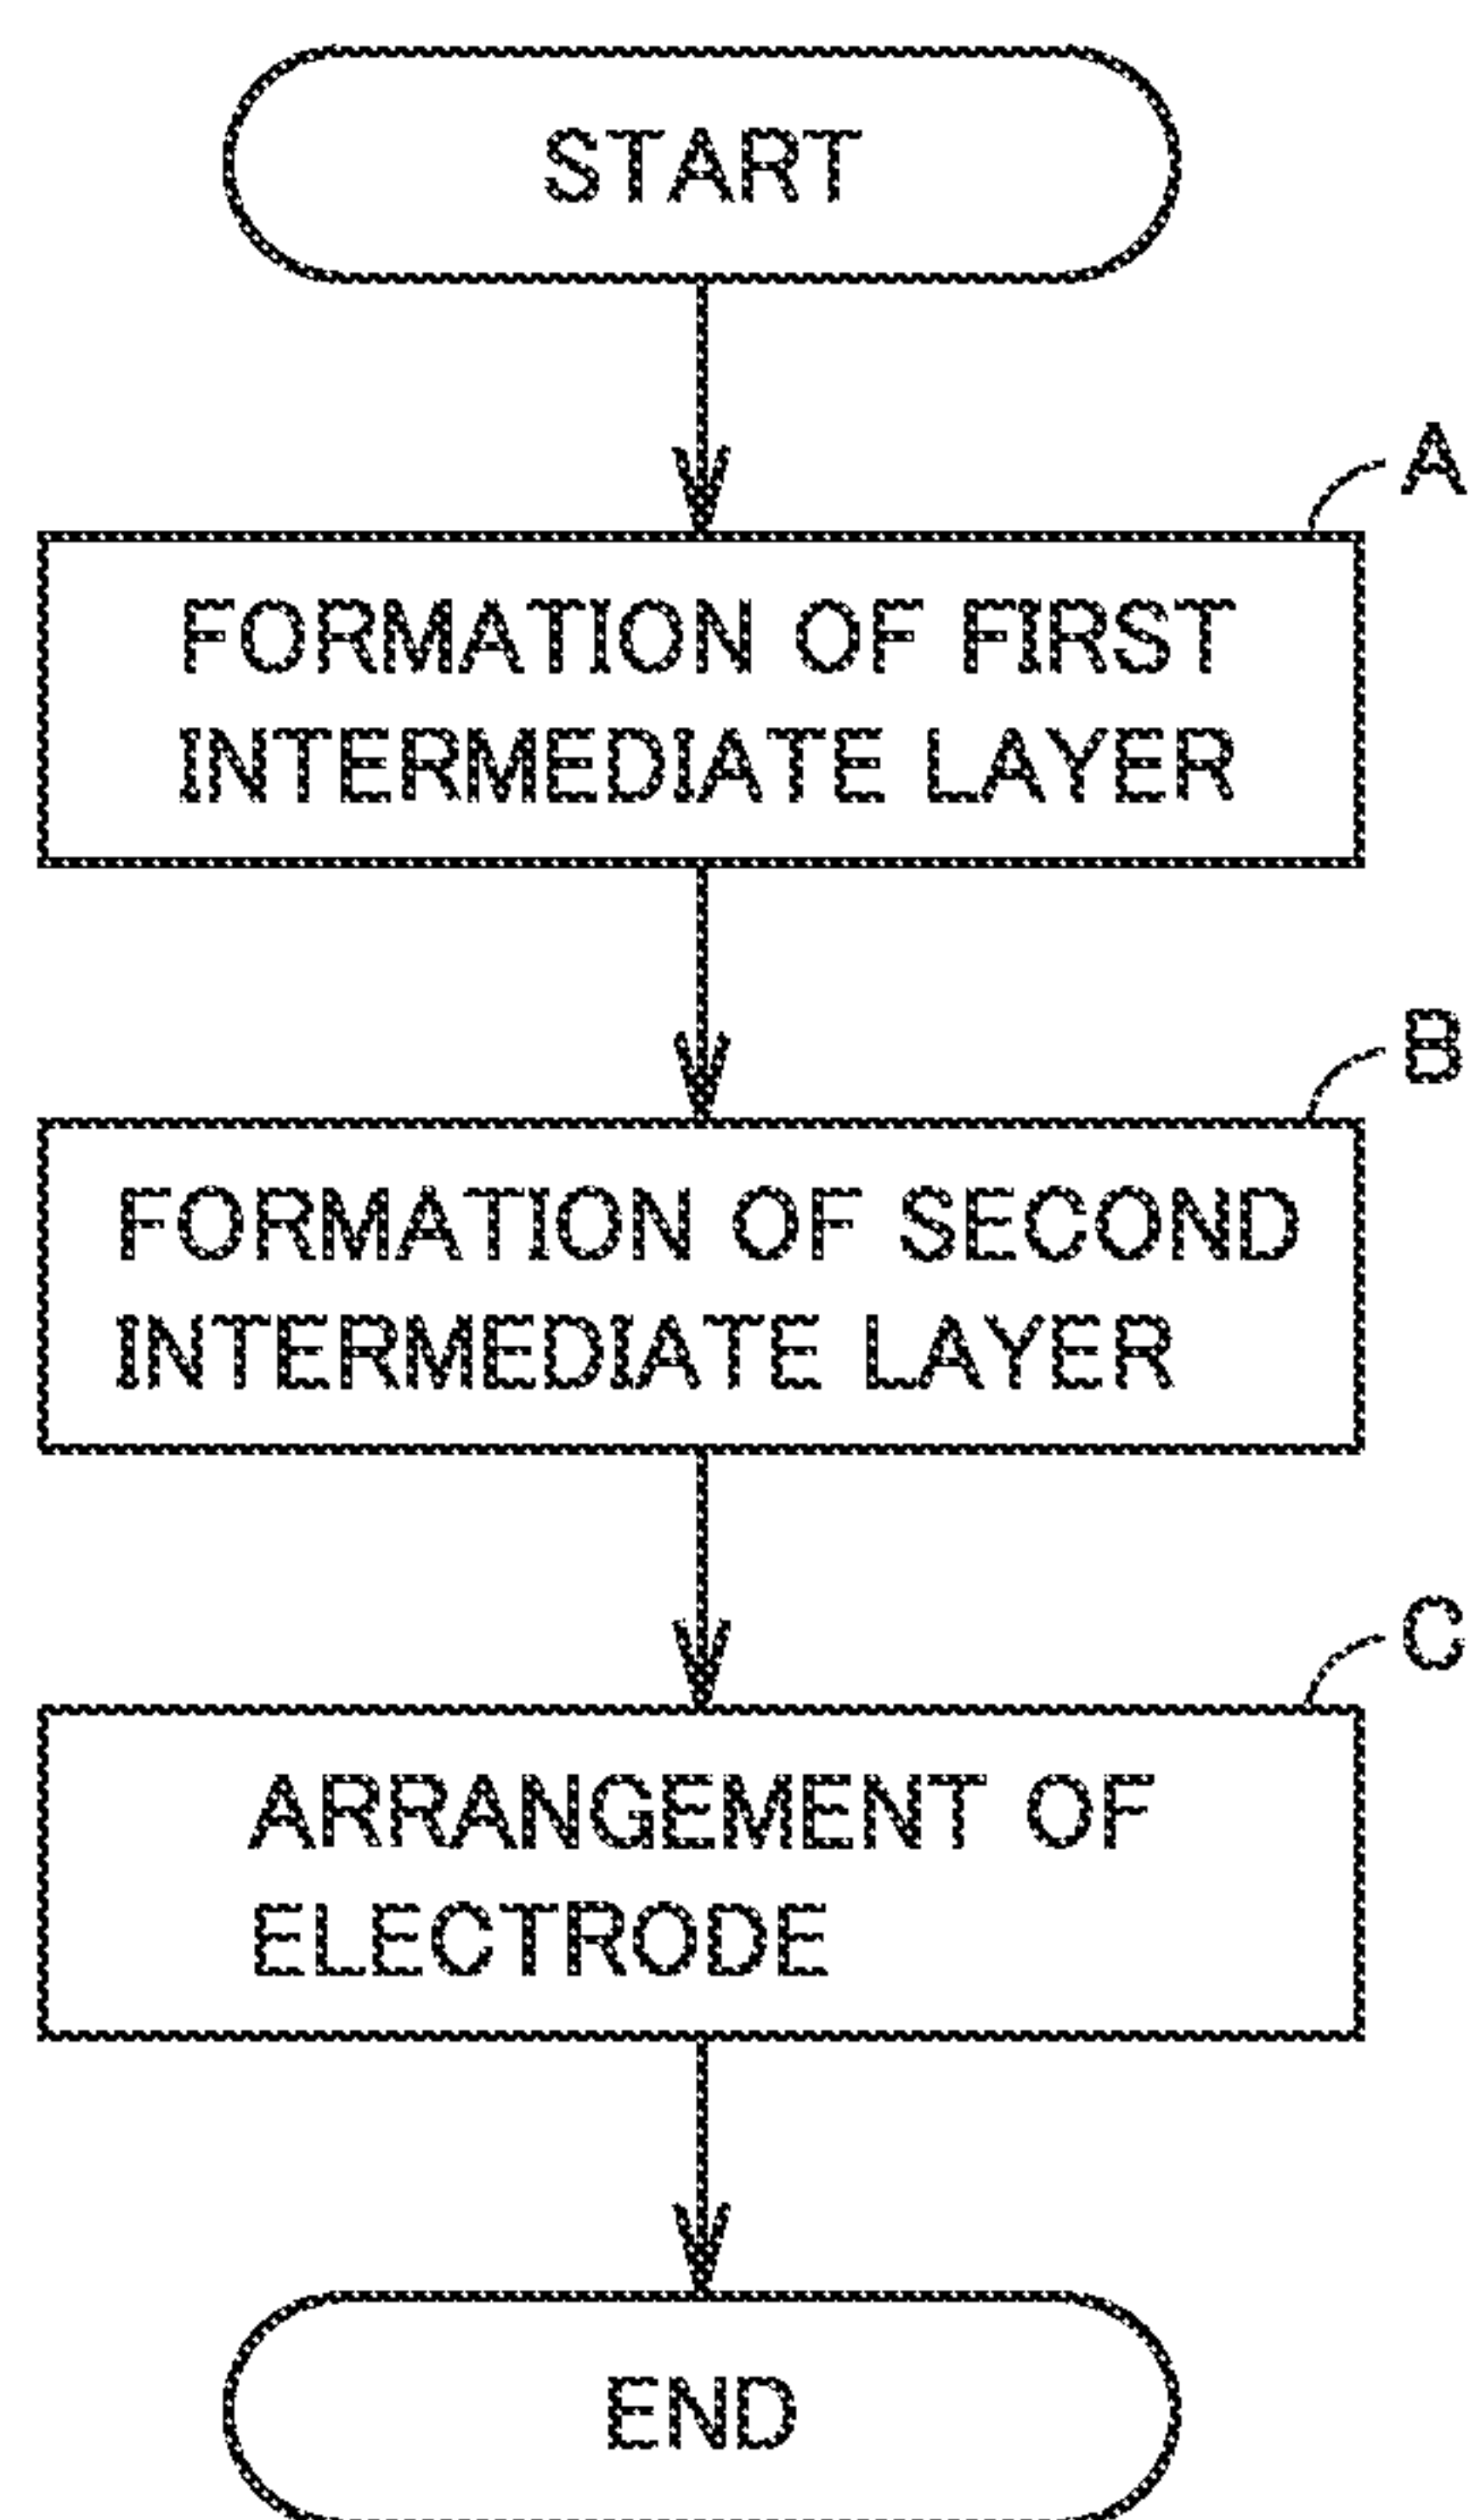 START
A
FORMATION OF FIRST
INTERMEDIATE LAYER
B
FORMATION OF SECOND
INTERMEDIATE LAYER
C
ARRANGEMENT OF
ELECTRODE
END